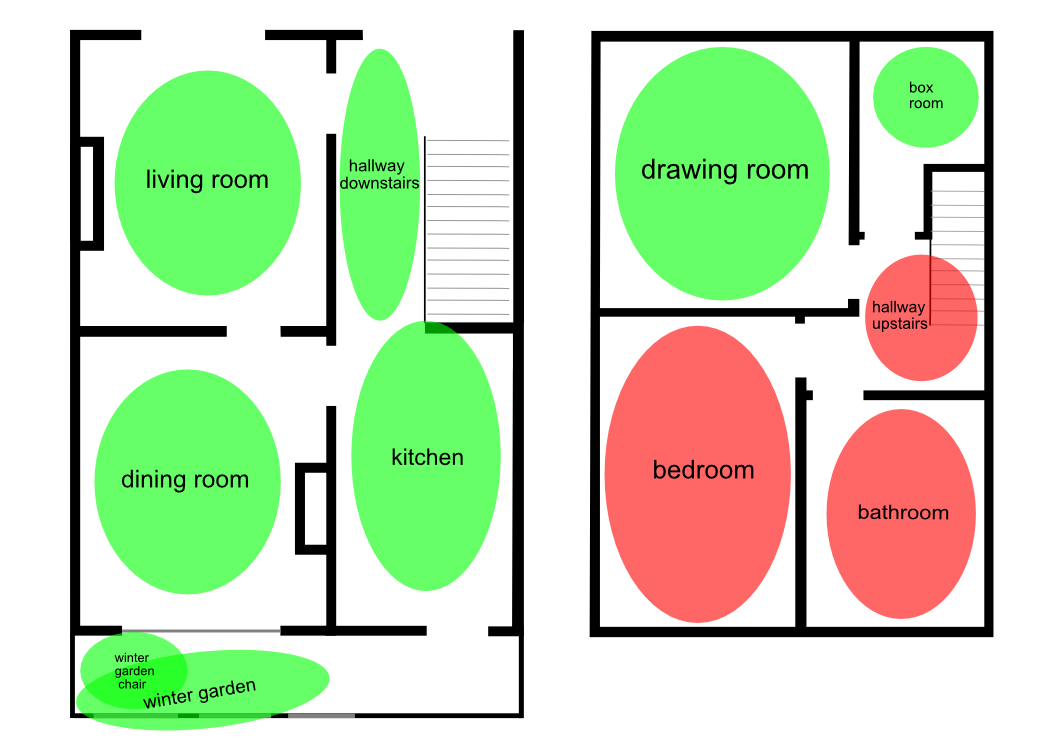 living room
hallway
downstairs
dining room
kitchen
winter
garden
chair
winter garden
drawing room
box
room
hallway
upstairs
bedroom
bathroom